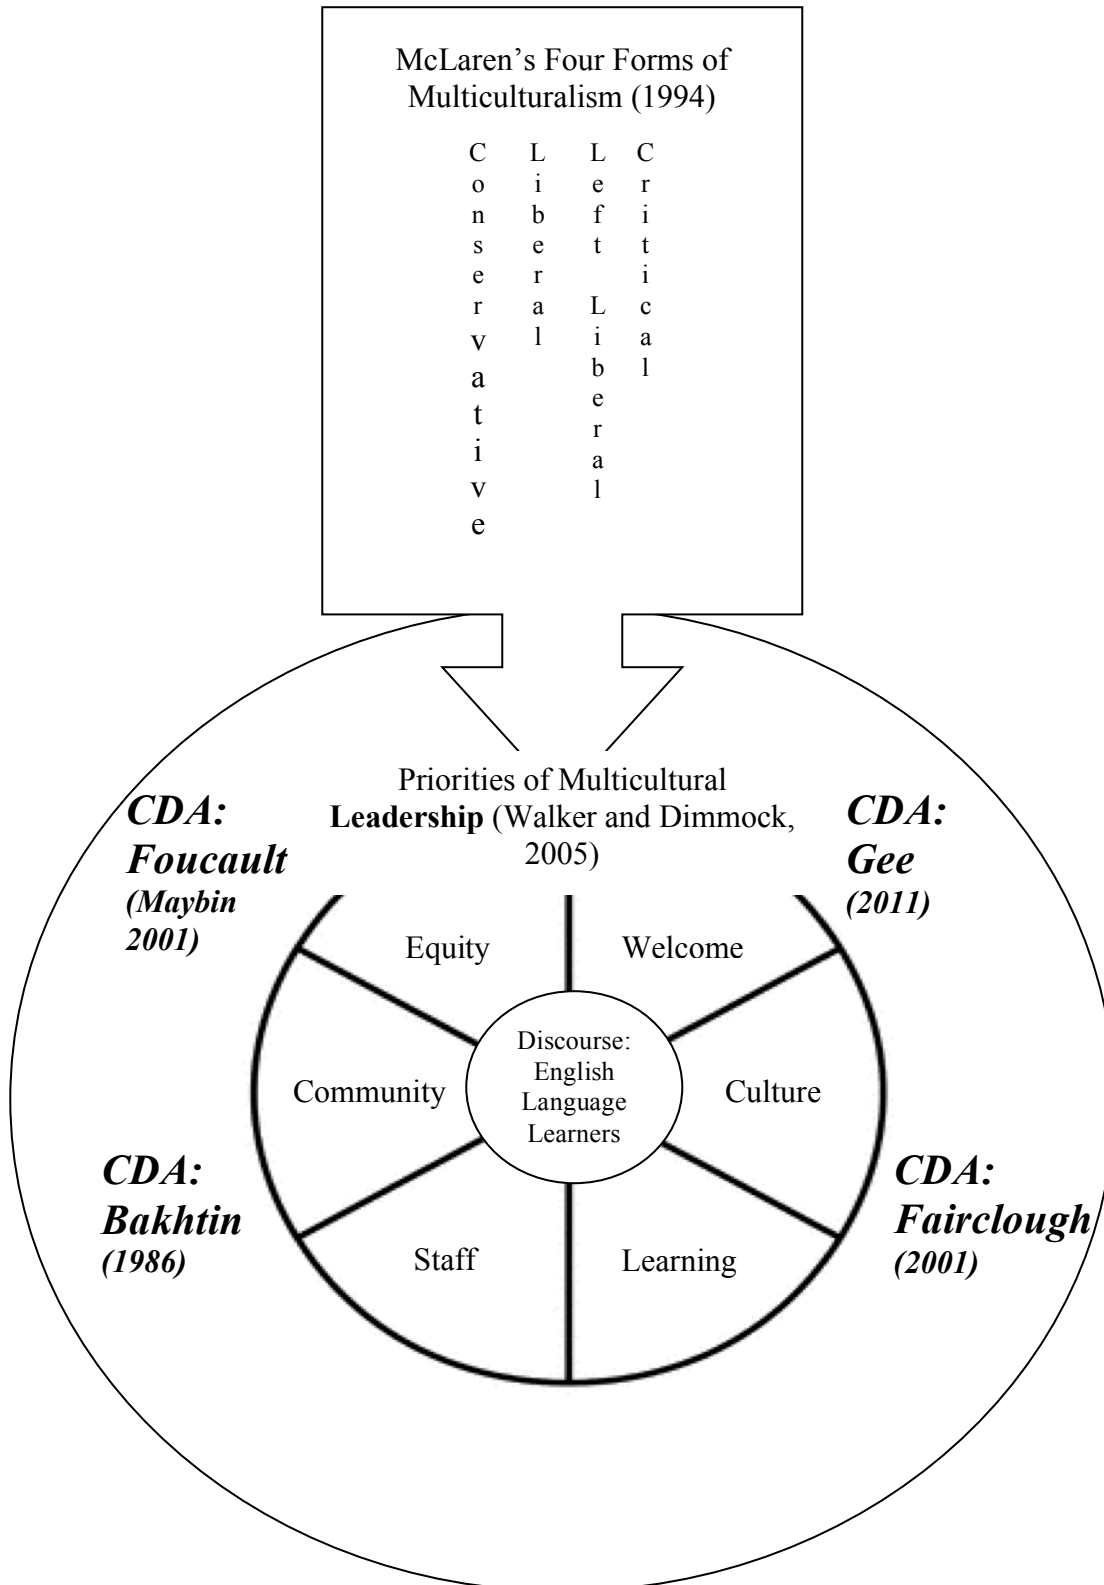 McLaren’s Four Forms of
Multiculturalism (1994)
Conservative
Liberal
Left Liberal
Critical
Priorities of Multicultural
Leadership (Walker and Dimmock,
2005)
CDA:
Foucault
(Maybin
2001)
CDA:
Gee
(2011)
Equity
Welcome
Community
Discourse:
English
Language
Learners
Culture
CDA:
Bakhtin
(1986)
CDA:
Fairclough
(2001)
Staff
Learning